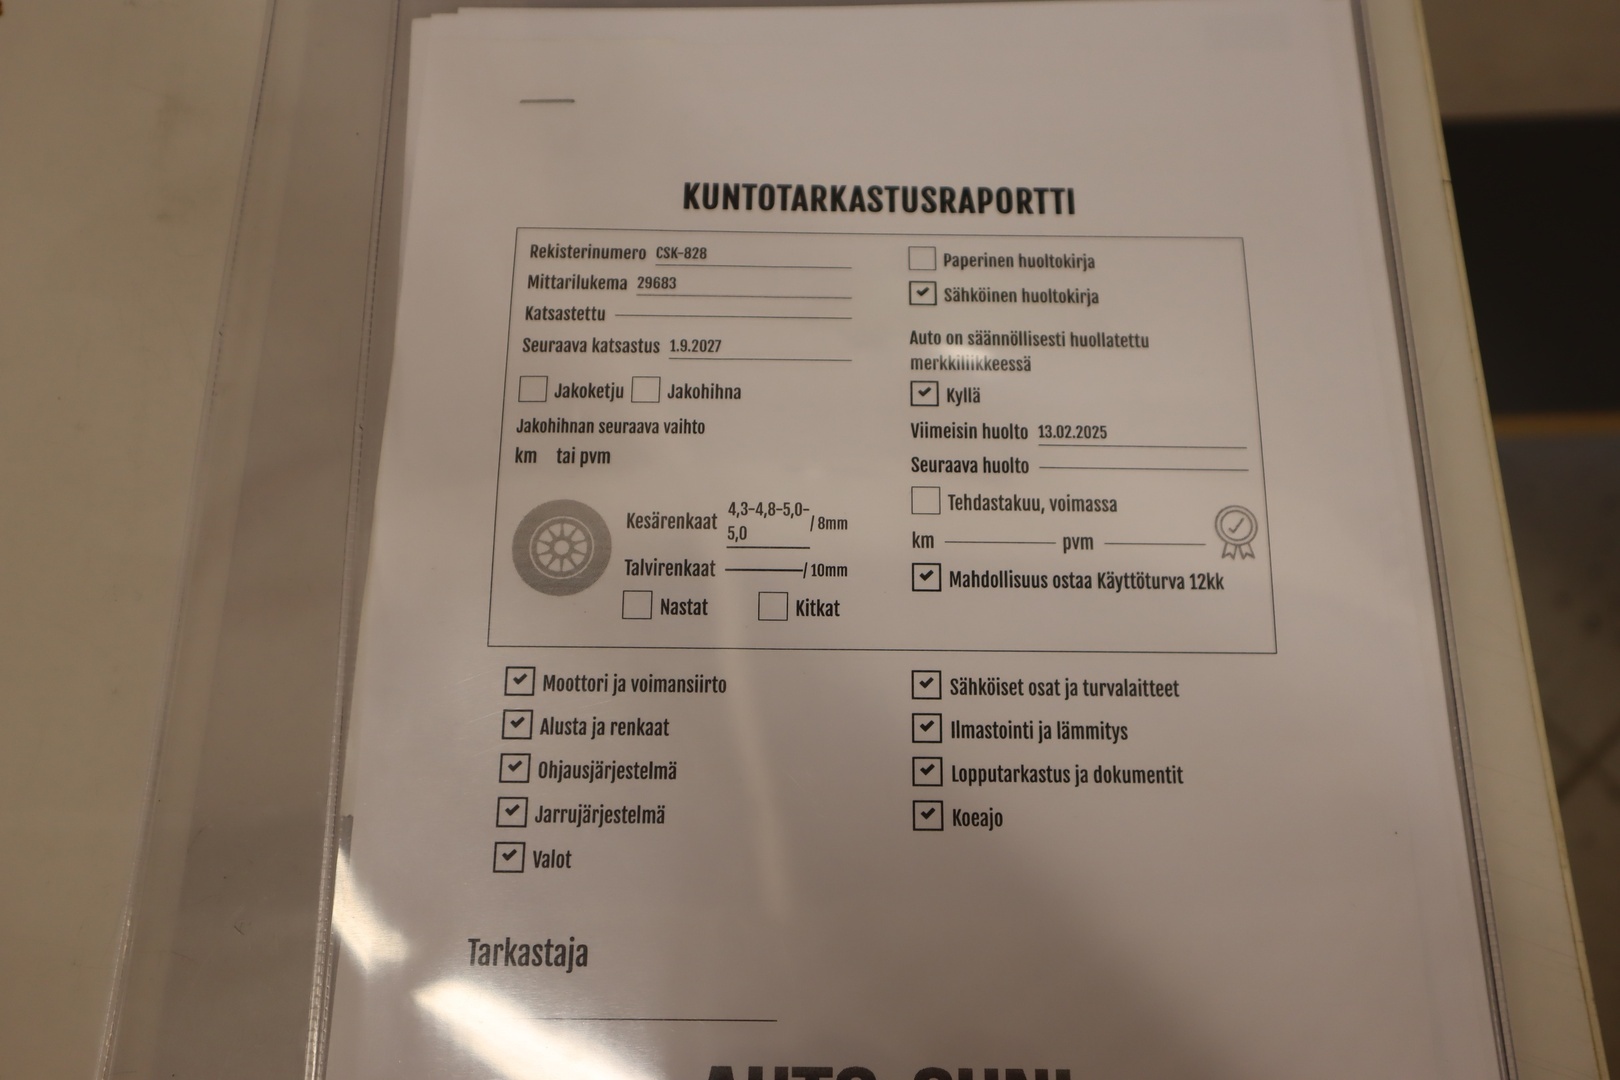 KUNTOTARKASTUSRAPORTTI
Rekisterinumero CSK-828
Mittarilukema 29683
Katsastettu
Seuraava katsastus 1.9.2027
Jakoketju Jakohihna
Jakohihnan seuraava vaihto
km tai pvm
Kesärenkaat 4,3-4,8-5,0-
5,0 / 8mm
Talvirenkaat / 10mm
Nastat Kitkat
Paperinen huoltokirja
Sähköinen huoltokirja
Auto on säännöllisesti huollatettu
merkkiliikkeessä
Kyllä
Viimeisin huolto 13.02.2025
Seuraava huolto
Tehdastakuu, voimassa
km pvm
Mahdollisuus ostaa Käyttöturva 12kk
Moottori ja voimansiirto
Alusta ja renkaat
Ohjausjärjestelmä
Jarrujärjestelmä
Valot
Sähköiset osat ja turvalaitteet
Ilmastointi ja lämmitys
Lopputarkastus ja dokumentit
Koeajo
Tarkastaja